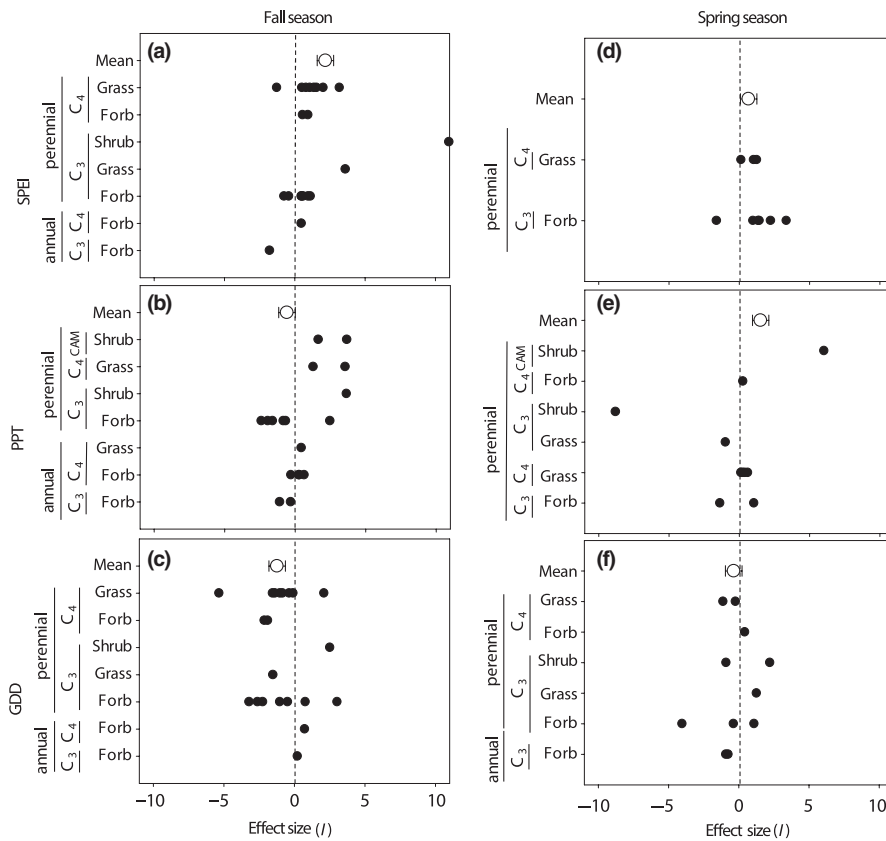 Fall season
Spring season
(a)
Mean
Grass
Forb
Shrub
Grass
Forb
Forb
Forb
C4
C3
C4
C3
perennial
annual
SPEI
(b)
Mean
Shrub
Grass
Shrub
Forb
Grass
Forb
Forb
CAM
C4
C3
C4
C3
perennial
annual
PPT
(c)
Mean
Grass
Forb
Shrub
Grass
Forb
Forb
Forb
C4
C3
C4
C3
perennial
annual
GDD
−10 −5 0 5 10
Effect size (l)
(d)
Mean
Grass
Forb
C4
C3
perennial
(e)
Mean
Shrub
Forb
Shrub
Grass
Grass
Forb
CAM
C4
C3
C4
C3
perennial
(f)
Mean
Grass
Forb
Shrub
Grass
Forb
Forb
C4
C3
C3
perennial
annual
−10 −5 0 5 10
Effect size (l)